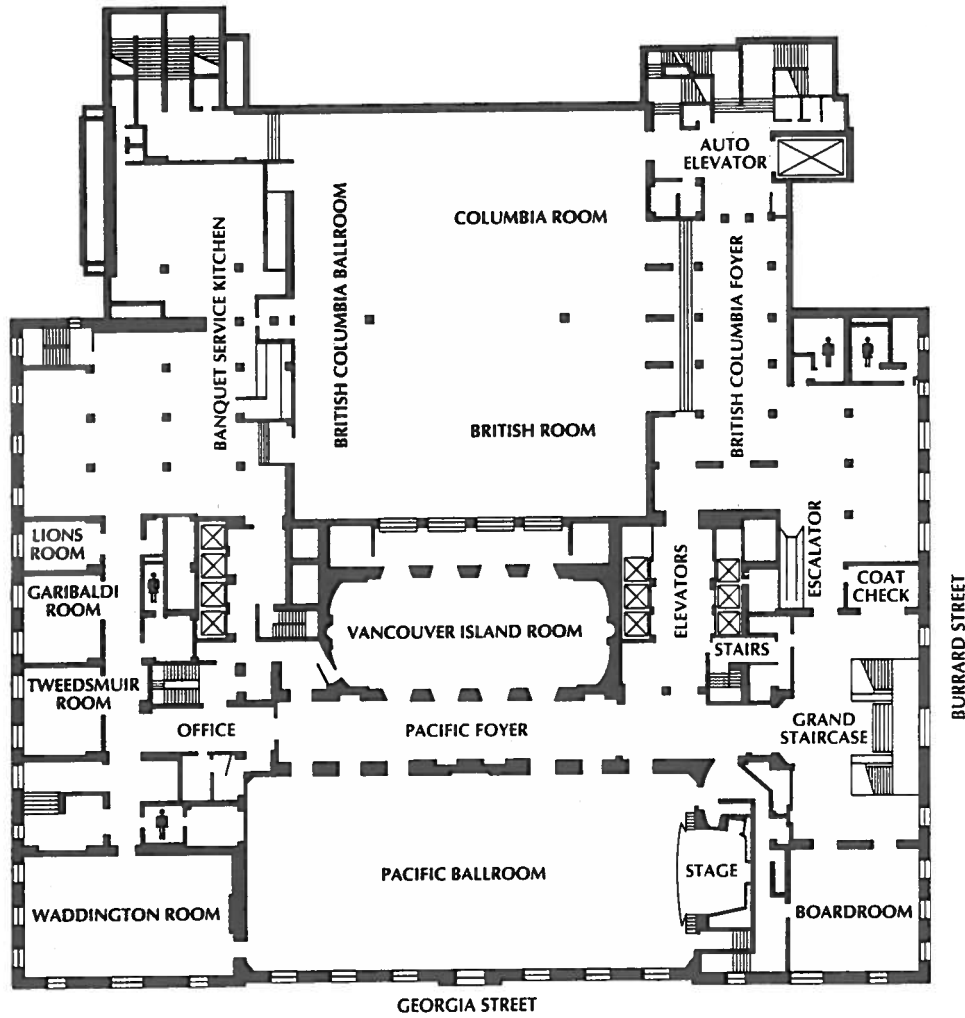 AUTO
ELEVATOR
COLUMBIA ROOM
BANQUET SERVICE KITCHEN
BRITISH COLUMBIA BALLROOM
BRITISH COLUMBIA FOYER
BRITISH ROOM
LIONS
ROOM
GARIBALDI
ROOM
TWEEDSMUIR
ROOM
VANCOUVER ISLAND ROOM
ELEVATORS
ESCALATOR
COAT
CHECK
STAIRS
BURRARD STREET
OFFICE
PACIFIC FOYER
GRAND
STAIRCASE
PACIFIC BALLROOM
STAGE
WADDINGTON ROOM
BOARDROOM
GEORGIA STREET